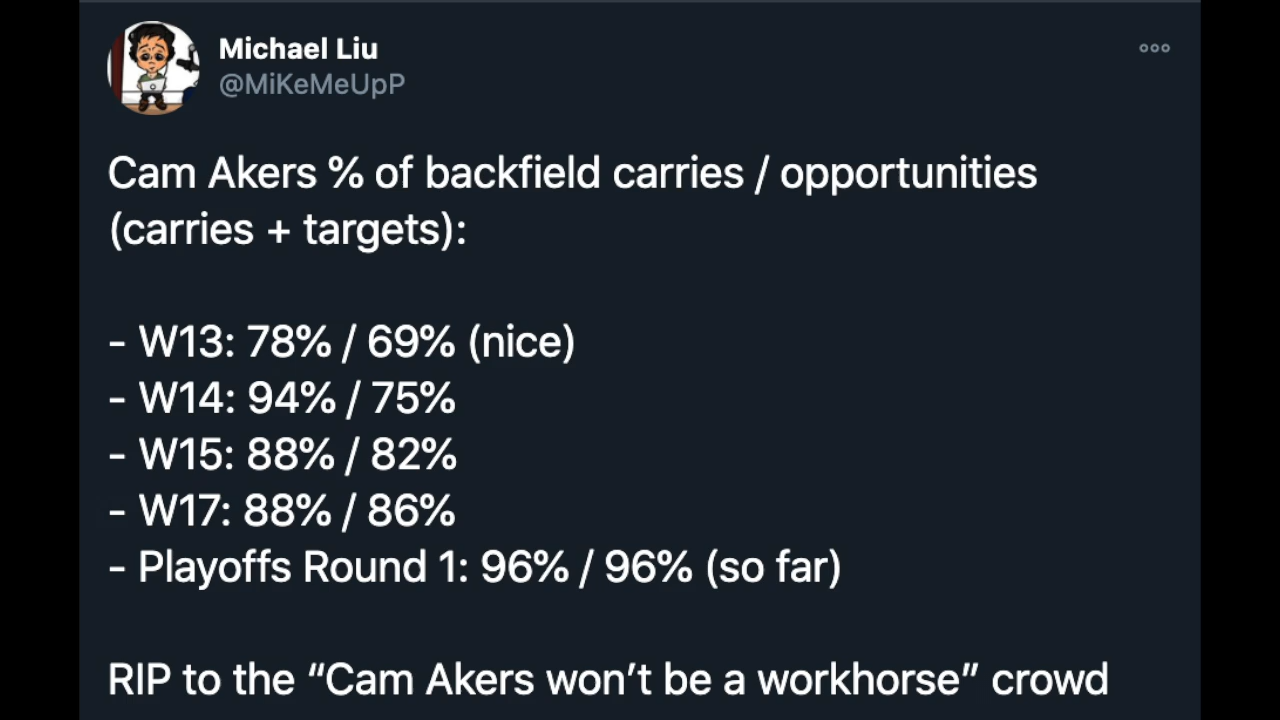 Michael Liu
@MiKeMeUpP
Cam Akers % of backfield carries / opportunities
(carries + targets):
- W13: 78% / 69% (nice)
- W14: 94% / 75%
- W15: 88% / 82%
- W17: 88% / 86%
- Playoffs Round 1: 96% / 96% (so far)
RIP to the “Cam Akers won’t be a workhorse” crowd